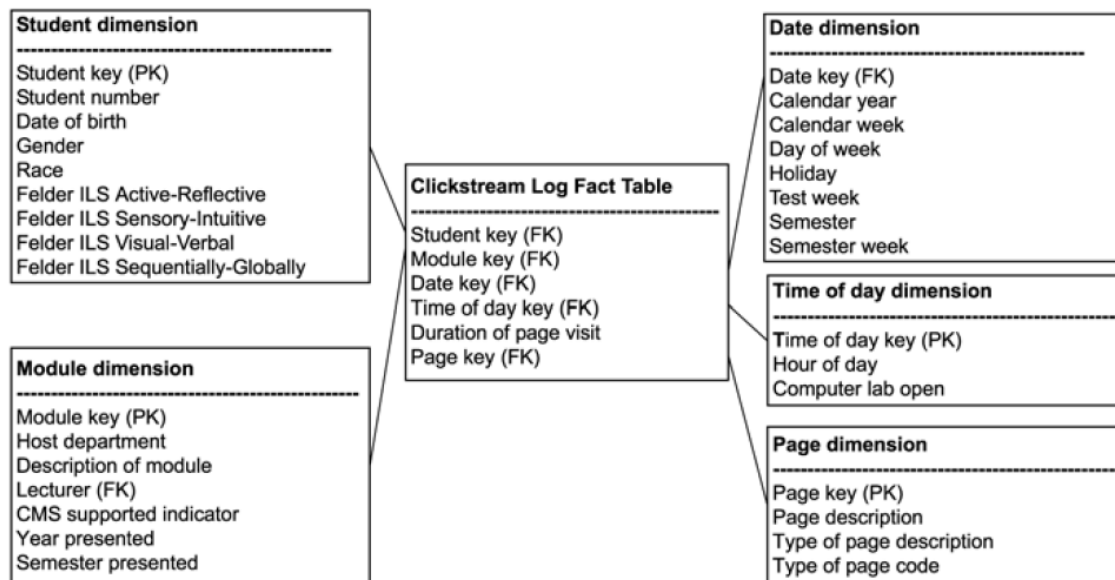 Student dimension
Student key (PK)
Student number
Date of birth
Gender
Race
Felder ILS Active-Reflective
Felder ILS Sensory-Intuitive
Felder ILS Visual-Verbal
Felder ILS Sequentially-Globally
Module dimension
Module key (PK)
Host department
Description of module
Lecturer (FK)
CMS supported indicator
Year presented
Semester presented
Clickstream Log Fact Table
Student key (FK)
Module key (FK)
Date key (FK)
Time of day key (FK)
Duration of page visit
Page key (FK)
Date dimension
Date key (FK)
Calendar year
Calendar week
Day of week
Holiday
Test week
Semester
Semester week
Time of day dimension
Time of day key (PK)
Hour of day
Computer lab open
Page dimension
Page key (PK)
Page description
Type of page description
Type of page code